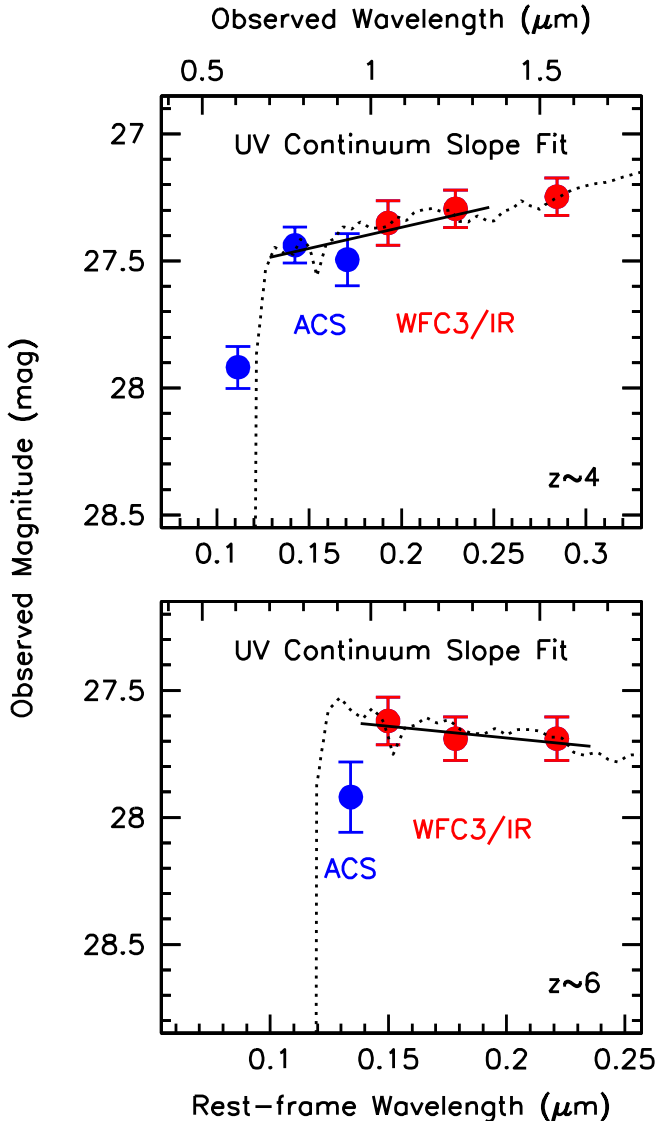 Observed Wavelength (μm)
0.5 1 1.5
27
UV Continuum Slope Fit
27.5
ACS WFC3/IR
28
z~4
28.5
0.1 0.15 0.2 0.25 0.3
Observed Magnitude (mag)
UV Continuum Slope Fit
27.5
28
WFC3/IR
ACS
28.5
z~6
0.1 0.15 0.2 0.25
Rest-frame Wavelength (μm)